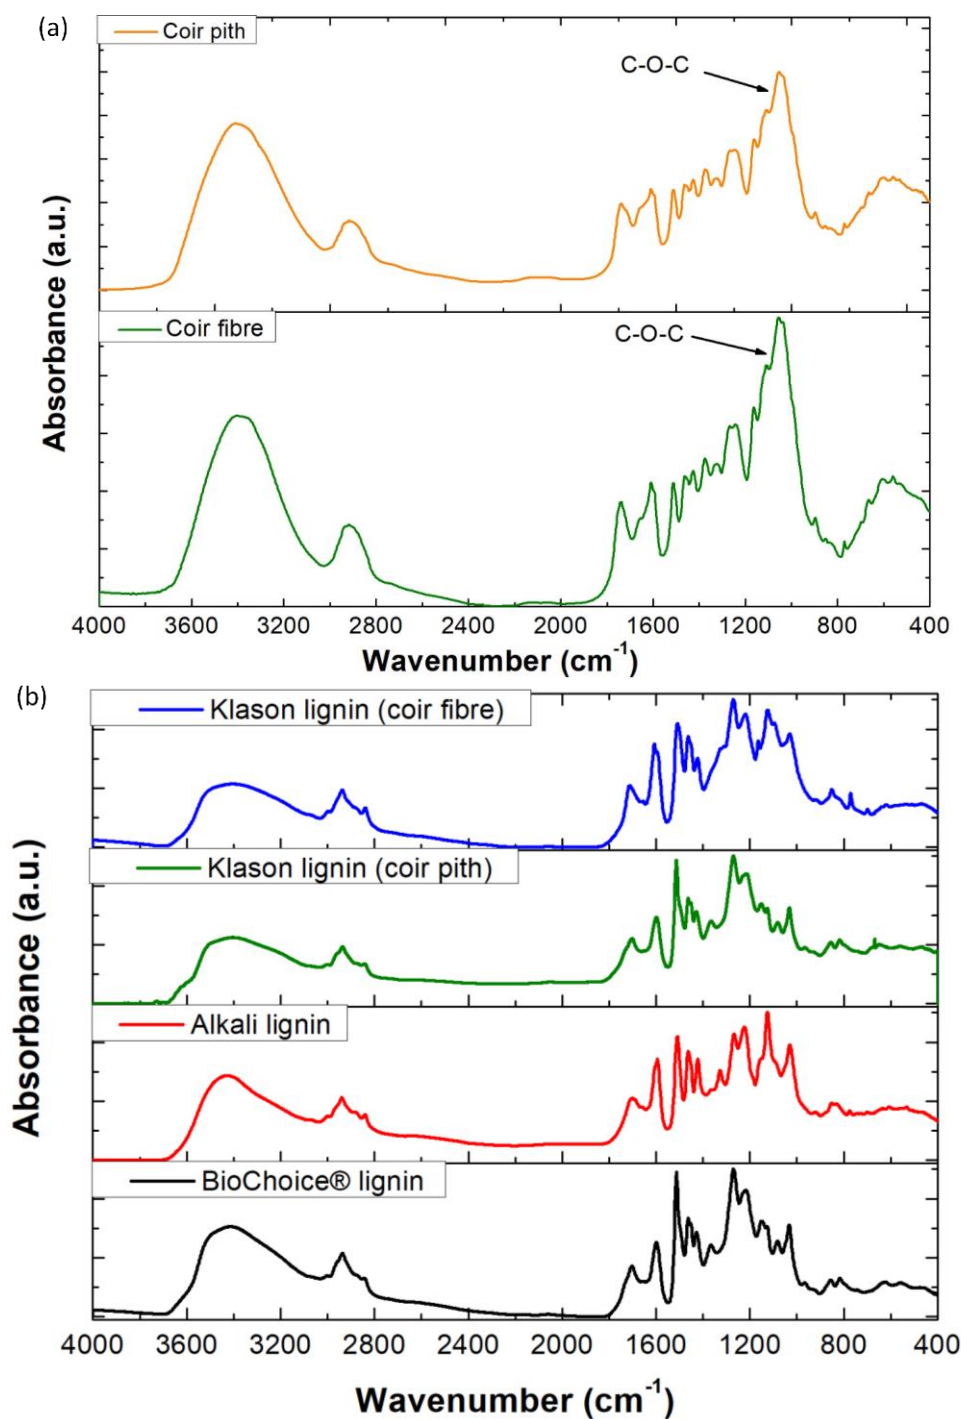 (a)
Coir pith
C-O-C
Coir fibre
C-O-C
Absorbance (a.u.)
4000 3600 3200 2800 2400 2000 1600 1200 800 400
Wavenumber (cm⁻¹)
(b)
Klason lignin (coir fibre)
Klason lignin (coir pith)
Alkali lignin
BioChoice® lignin
Absorbance (a.u.)
4000 3600 3200 2800 2400 2000 1600 1200 800 400
Wavenumber (cm⁻¹)